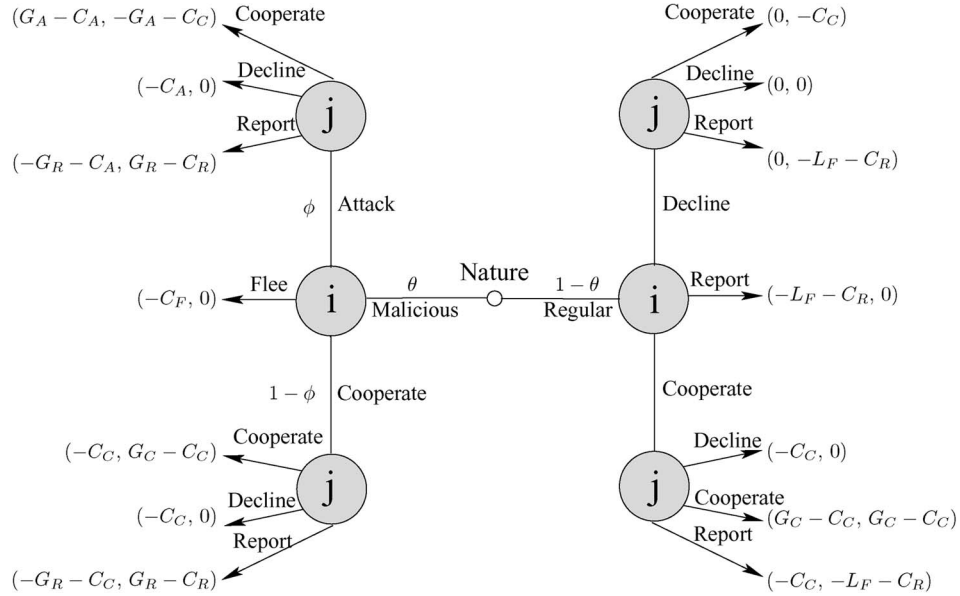 (G_A − C_A, −G_A − C_C)
Cooperate
Decline
(−C_A, 0)
j
Report
(−G_R − C_A, G_R − C_R)
ϕ
Attack
Cooperate
(0, −C_C)
Decline
(0, 0)
j
Report
(0, −L_F − C_R)
Decline
Nature
(−C_F, 0)
Flee
i
θ
Malicious
1 − θ
Regular
i
Report
(−L_F − C_R, 0)
1 − ϕ
Cooperate
Cooperate
(−C_C, G_C − C_C)
Cooperate
Decline
(−C_C, 0)
j
Report
(−G_R − C_C, G_R − C_R)
Decline
(−C_C, 0)
j
Cooperate
(G_C − C_C, G_C − C_C)
Report
(−C_C, −L_F − C_R)